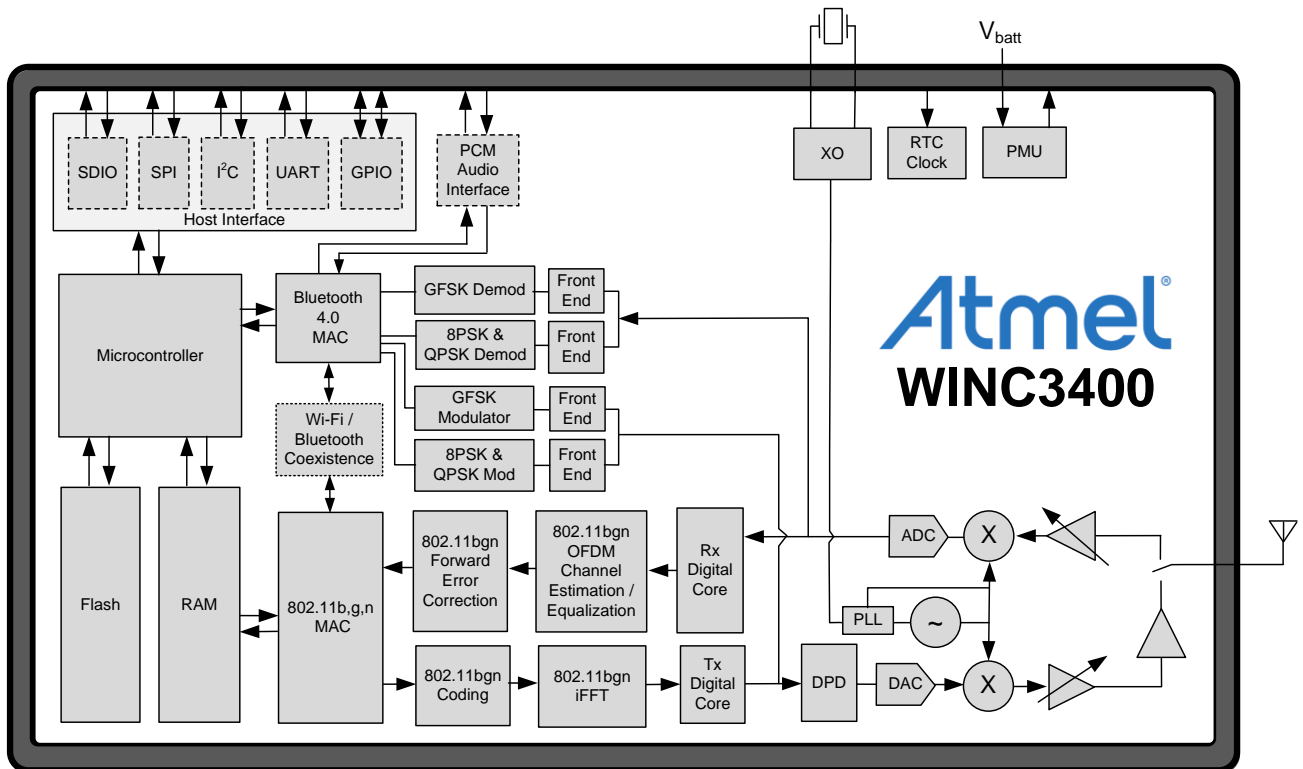 V_batt
SDIO
SPI
I²C
UART
GPIO
Host Interface
PCM
Audio
Interface
XO
RTC
Clock
PMU
Microcontroller
Bluetooth
4.0
MAC
GFSK Demod
Front
End
8PSK &
QPSK Demod
Front
End
GFSK
Modulator
Front
End
8PSK &
QPSK Mod
Front
End
Wi-Fi /
Bluetooth
Coexistence
Atmel®
WINC3400
Flash
RAM
802.11b,g,n
MAC
802.11bgn
Forward
Error
Correction
802.11bgn
OFDM
Channel
Estimation /
Equalization
Rx
Digital
Core
ADC
X
PLL
~
802.11bgn
Coding
802.11bgn
iFFT
Tx
Digital
Core
DPD
DAC
X